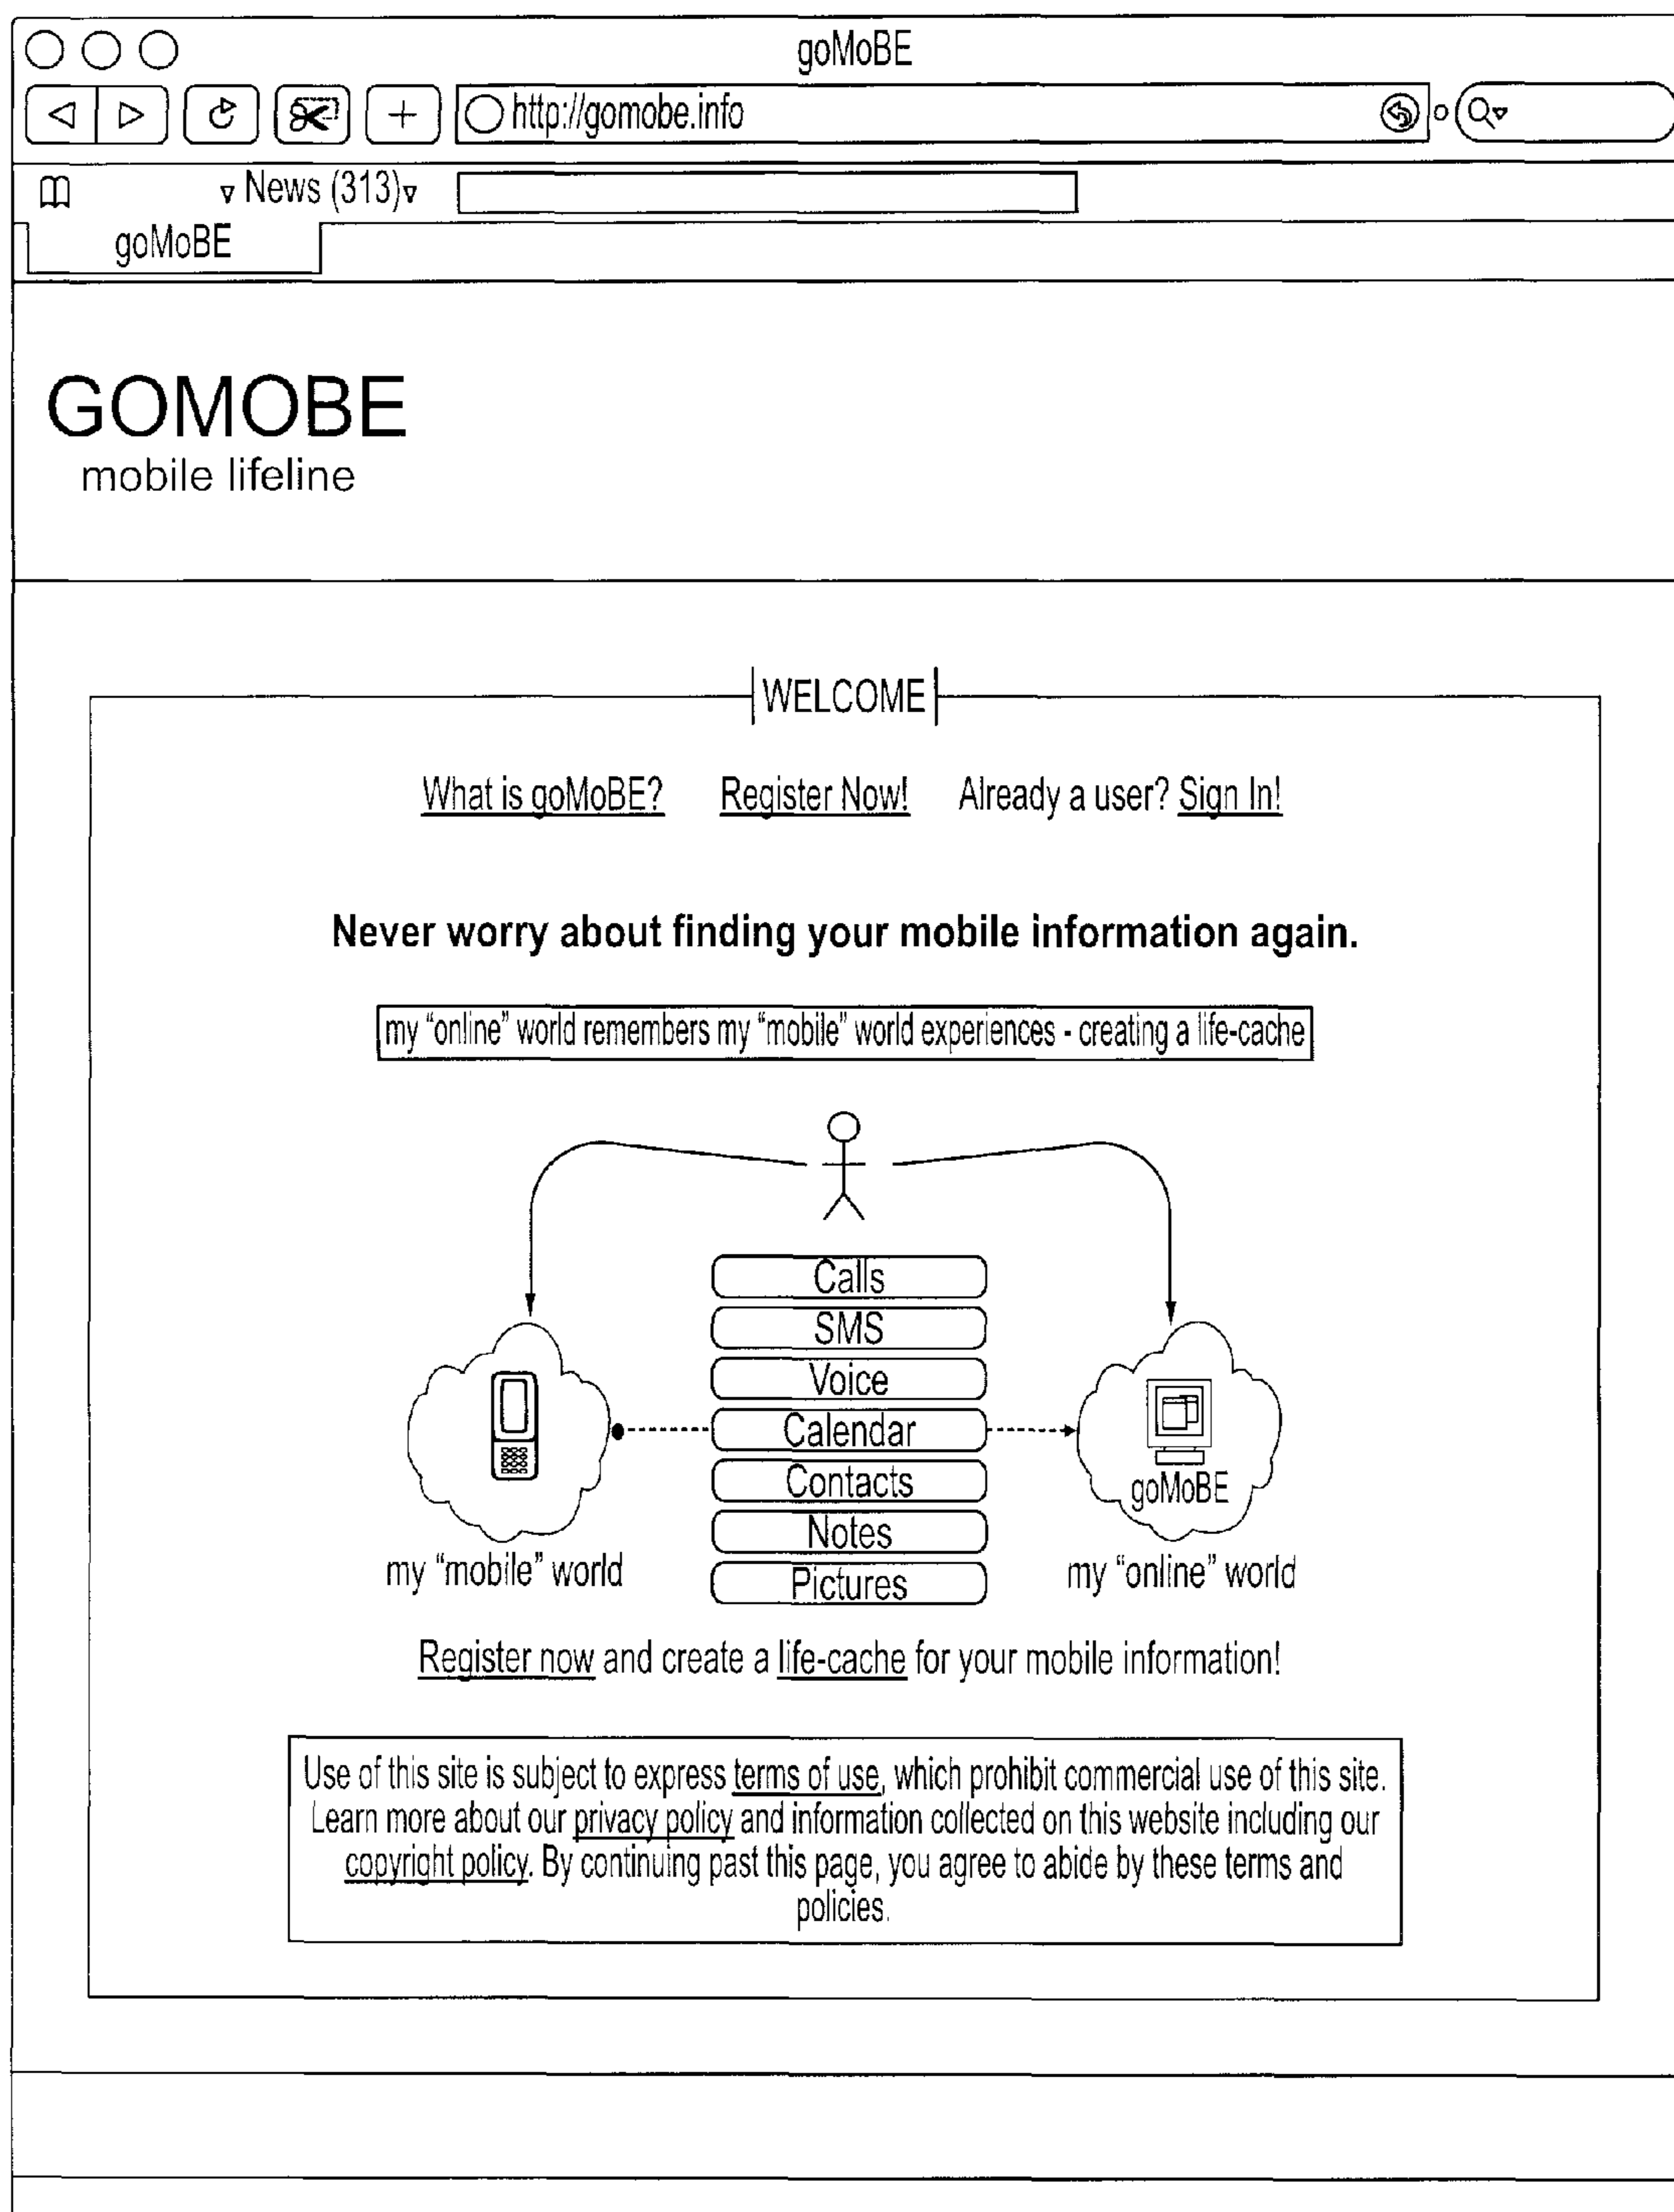 goMoBE
http://gomobe.info
News (313)
goMoBE
GOMOBE
mobile lifeline
WELCOME
What is goMoBE? Register Now! Already a user? Sign In!
Never worry about finding your mobile information again.
my “online” world remembers my “mobile” world experiences - creating a life-cache
Calls
SMS
Voice
Calendar
Contacts
Notes
Pictures
goMoBE
my “mobile” world
my “online” world
Register now and create a life-cache for your mobile information!
Use of this site is subject to express terms of use, which prohibit commercial use of this site.
Learn more about our privacy policy and information collected on this website including our
copyright policy. By continuing past this page, you agree to abide by these terms and
policies.